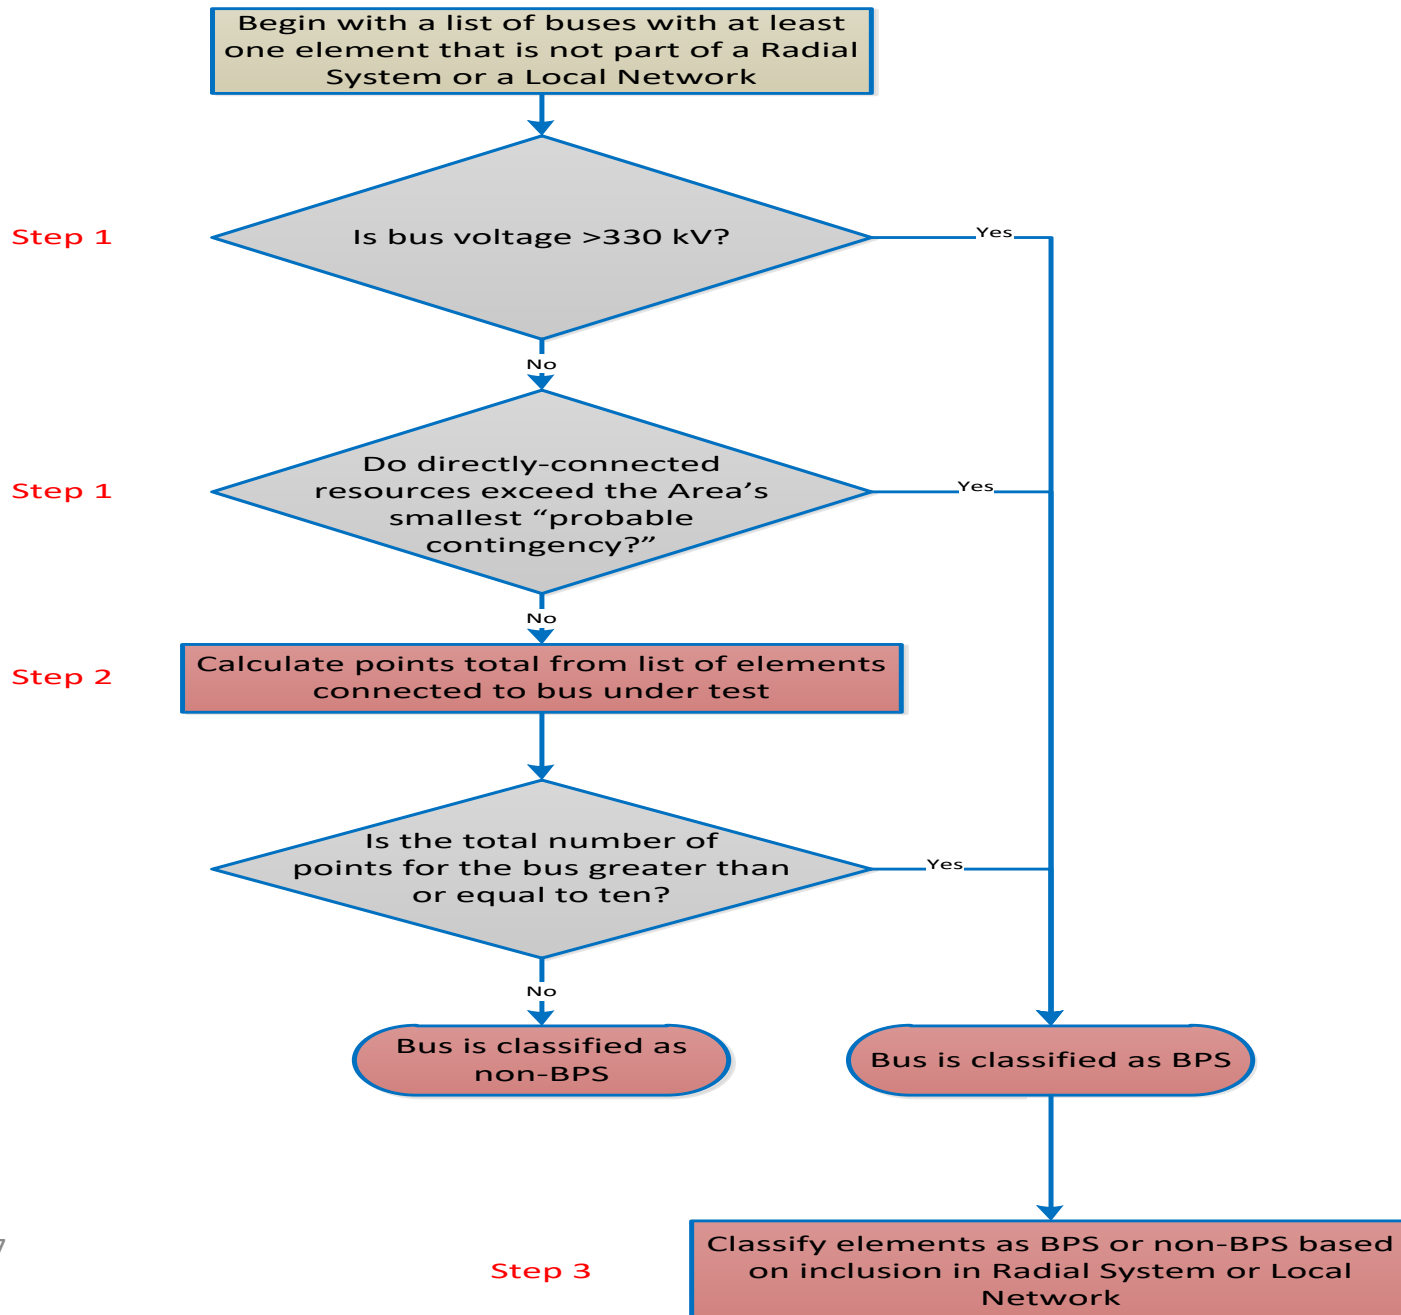 Begin with a list of buses with at least
one element that is not part of a Radial
System or a Local Network
Step 1
Is bus voltage >330 kV?
Yes
No
Step 1
Do directly-connected
resources exceed the Area’s
smallest “probable
contingency?”
Yes
No
Step 2
Calculate points total from list of elements
connected to bus under test
Is the total number of
points for the bus greater than
or equal to ten?
Yes
No
Bus is classified as
non-BPS
Bus is classified as BPS
Step 3
Classify elements as BPS or non-BPS based
on inclusion in Radial System or Local
Network
7